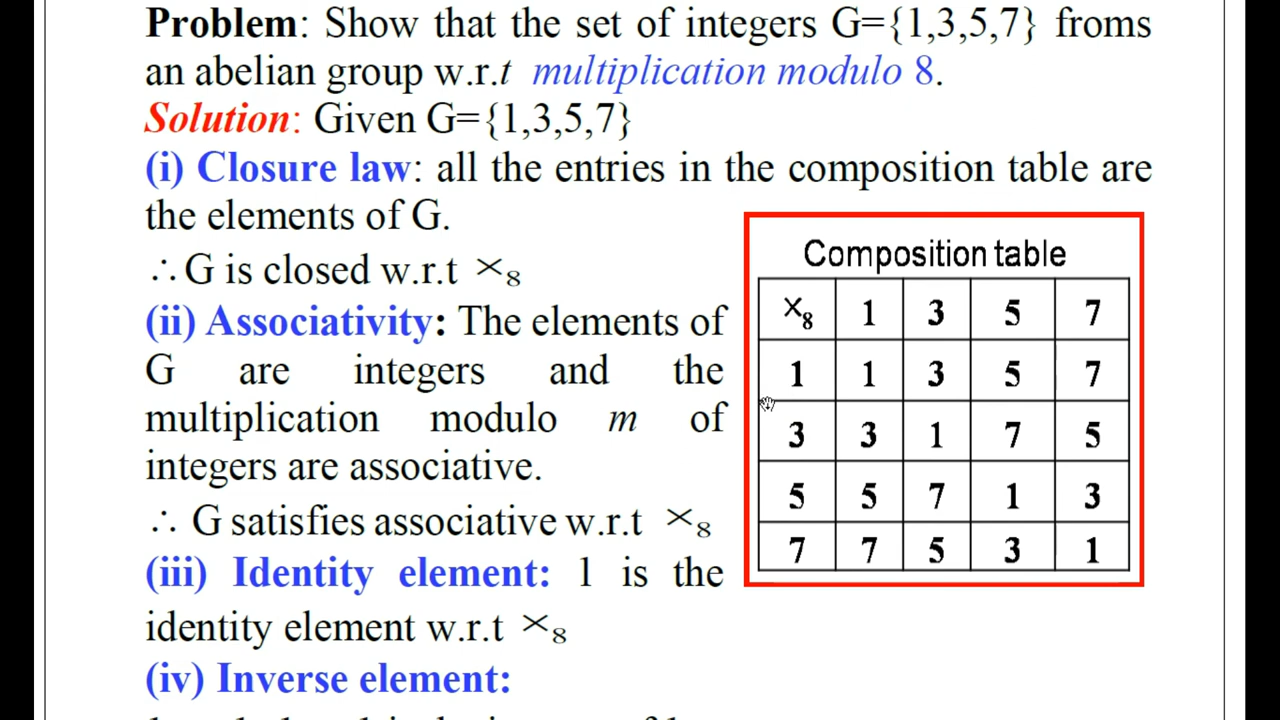 Problem: Show that the set of integers G={1,3,5,7} froms
an abelian group w.r.t multiplication modulo 8.
Solution: Given G={1,3,5,7}
(i) Closure law: all the entries in the composition table are
the elements of G.
∴ G is closed w.r.t ×₈
(ii) Associativity: The elements of
G are integers and the
multiplication modulo m of
integers are associative.
∴ G satisfies associative w.r.t ×₈
(iii) Identity element: 1 is the
identity element w.r.t ×₈
(iv) Inverse element:
Composition table
×₈ 1 3 5 7
1 1 3 5 7
3 3 1 7 5
5 5 7 1 3
7 7 5 3 1